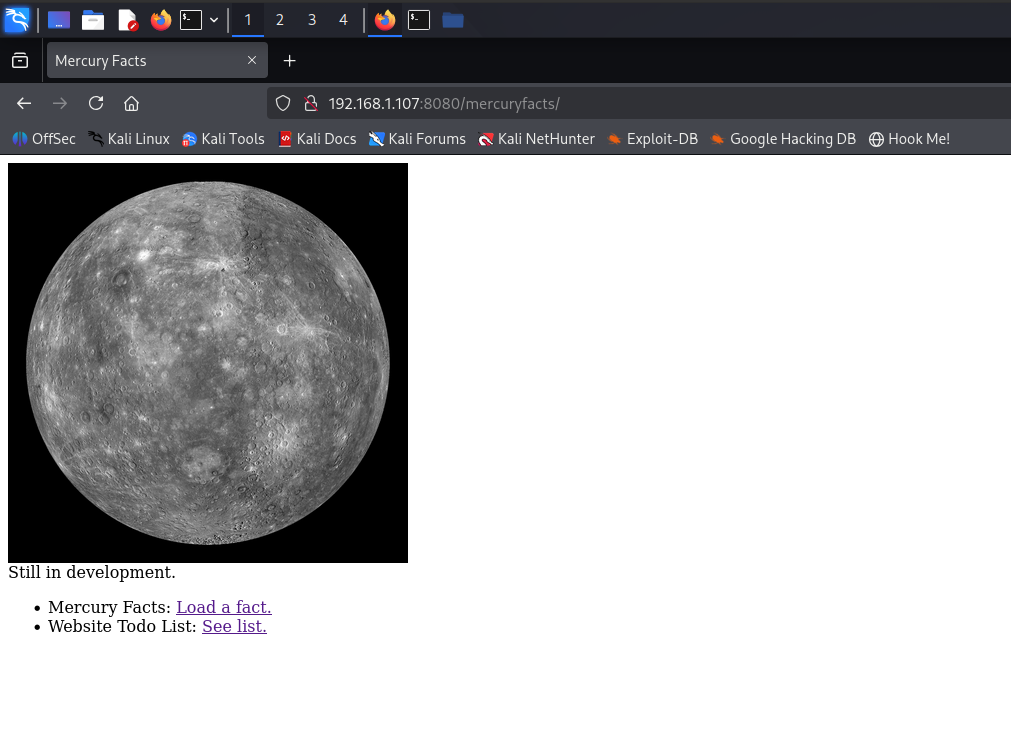 1 2 3 4
Mercury Facts
192.168.1.107:8080/mercuryfacts/
OffSec Kali Linux Kali Tools Kali Docs Kali Forums Kali NetHunter Exploit-DB Google Hacking DB Hook Me!
Still in development.
• Mercury Facts: Load a fact.
• Website Todo List: See list.